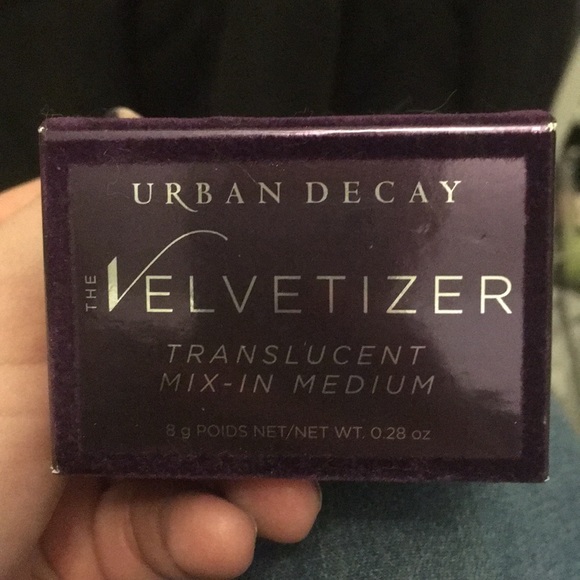 URBAN DECAY
THE VELVETIZER
TRANSLUCENT
MIX-IN MEDIUM
8 g POIDS NET/NET WT. 0.28 oz